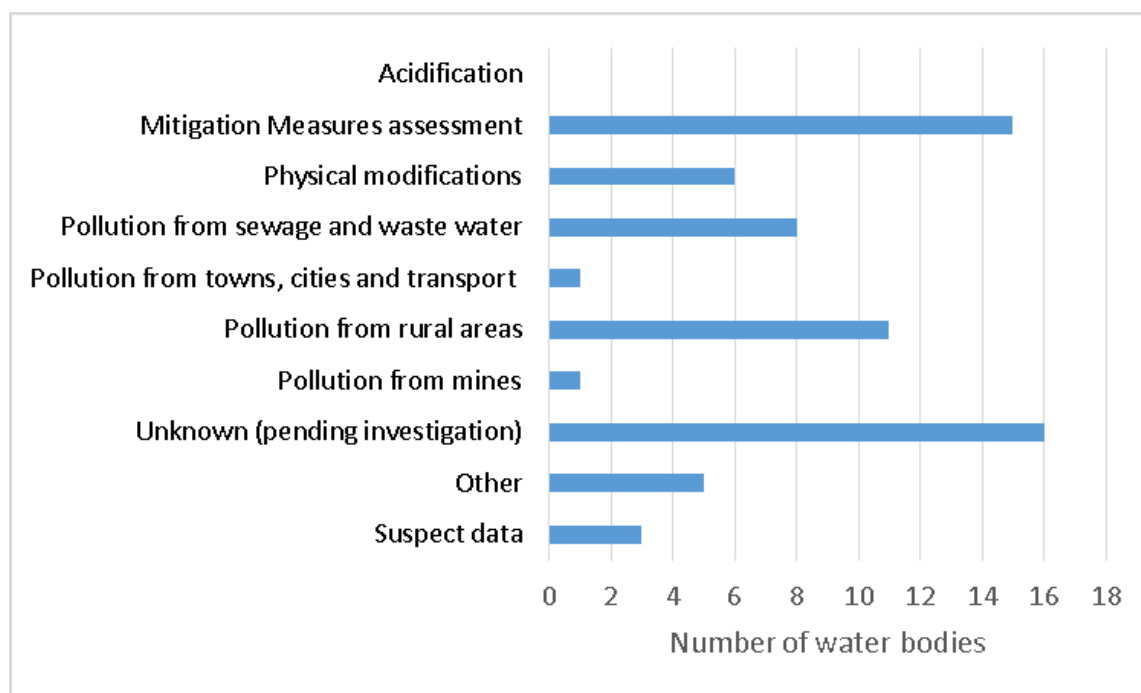 Acidification
Mitigation Measures assessment
Physical modifications
Pollution from sewage and waste water
Pollution from towns, cities and transport
Pollution from rural areas
Pollution from mines
Unknown (pending investigation)
Other
Suspect data
0 2 4 6 8 10 12 14 16 18
Number of water bodies